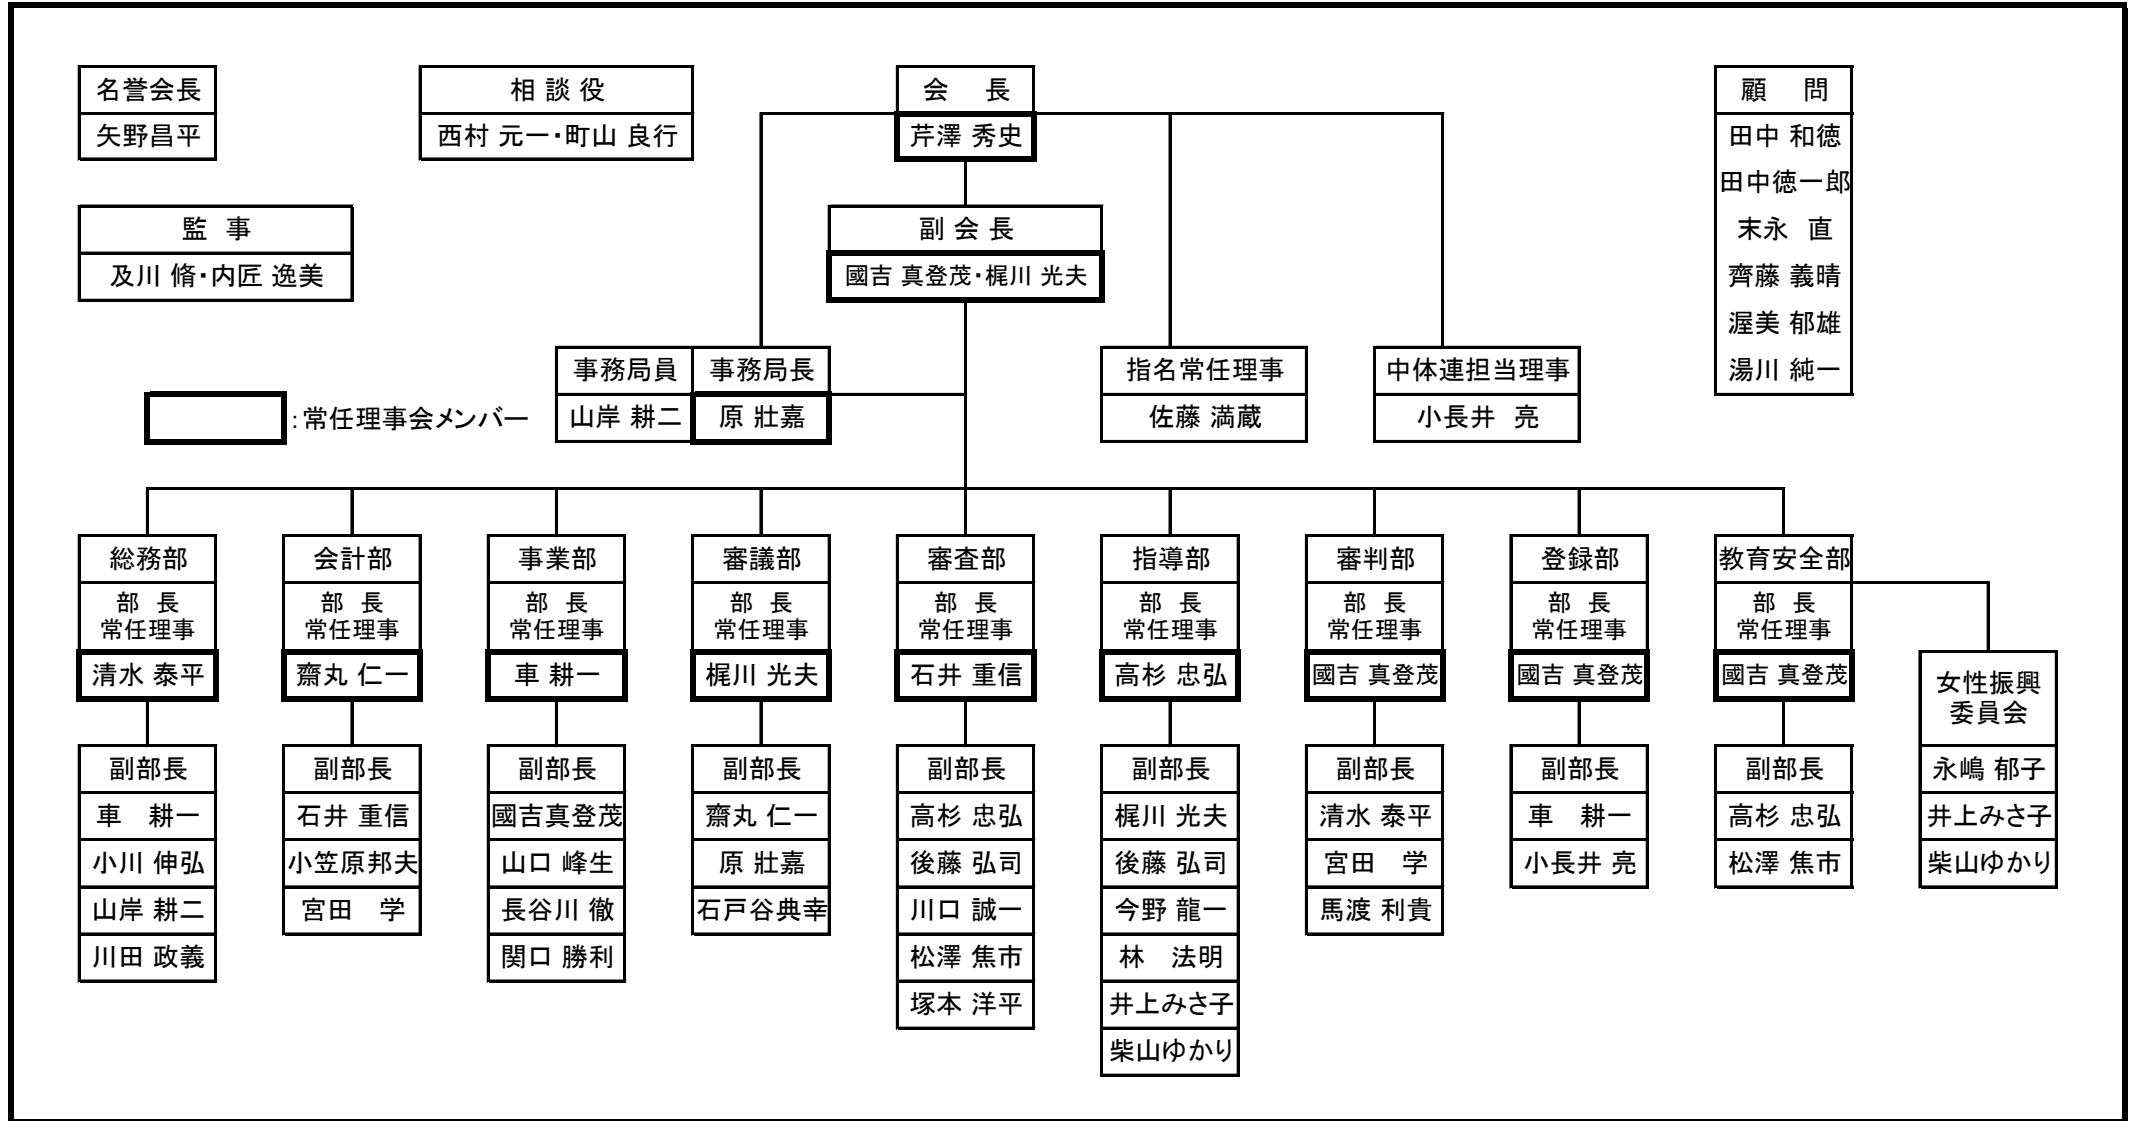 名誉会長
矢野昌平
相 談 役
西村 元一・町山 良行
会 長
芹澤 秀史
顧 問
田中 和徳
田中徳一郎
末永 直
齊藤 義晴
渥美 郁雄
湯川 純一
監 事
及川 脩・内匠 逸美
副 会 長
國吉 真登茂・梶川 光夫
事務局員
山岸 耕二
事務局長
原 壯嘉
指名常任理事
佐藤 満蔵
中体連担当理事
小長井 亮
：常任理事会メンバー
総務部
部 長
常任理事
清水 泰平
副部長
車 耕一
小川 伸弘
山岸 耕二
川田 政義
会計部
部 長
常任理事
齋丸 仁一
副部長
石井 重信
小笠原邦夫
宮田 学
事業部
部 長
常任理事
車 耕一
副部長
國吉真登茂
山口 峰生
長谷川 徹
関口 勝利
審議部
部 長
常任理事
梶川 光夫
副部長
齋丸 仁一
原 壯嘉
石戸谷典幸
審査部
部 長
常任理事
石井 重信
副部長
高杉 忠弘
後藤 弘司
川口 誠一
松澤 焦市
塚本 洋平
指導部
部 長
常任理事
高杉 忠弘
副部長
梶川 光夫
後藤 弘司
今野 龍一
林 法明
井上みさ子
柴山ゆかり
審判部
部 長
常任理事
國吉 真登茂
副部長
清水 泰平
宮田 学
馬渡 利貴
登録部
部 長
常任理事
國吉 真登茂
副部長
車 耕一
小長井 亮
教育安全部
部 長
常任理事
國吉 真登茂
副部長
高杉 忠弘
松澤 焦市
女性振興
委員会
永嶋 郁子
井上みさ子
柴山ゆかり